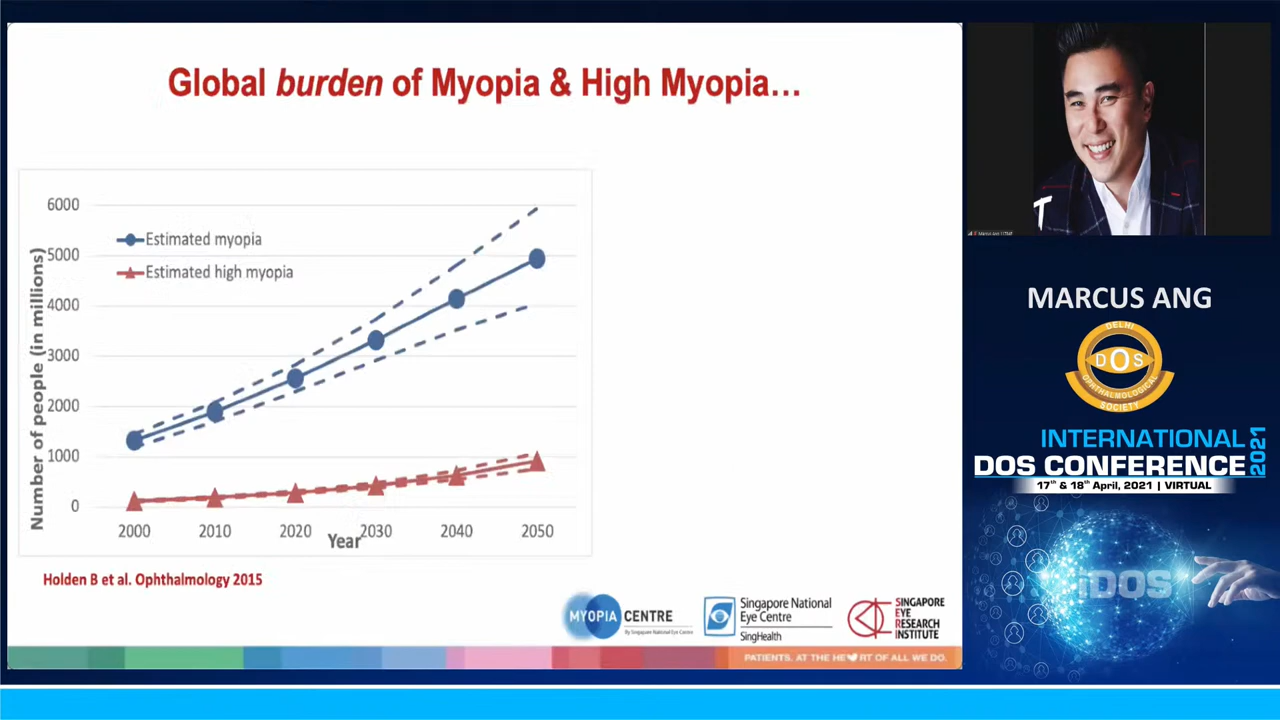 Global burden of Myopia & High Myopia...
6000
5000
4000
3000
2000
1000
0
Number of people (in millions)
Estimated myopia
Estimated high myopia
2000
2010
2020
2030
2040
2050
Year
Holden B et al. Ophthalmology 2015
MYOPIA CENTRE
By Singapore National Eye Centre
Singapore National
Eye Centre
SingHealth
SINGAPORE
EYE
RESEARCH
INSTITUTE
PATIENTS. AT THE HE RT OF ALL WE DO.
MARCUS ANG
DELHI
DOS
OPHTHALMOLOGICAL
SOCIETY
INTERNATIONAL
DOS CONFERENCE
2021
17th & 18th April, 2021 | VIRTUAL
iDOS